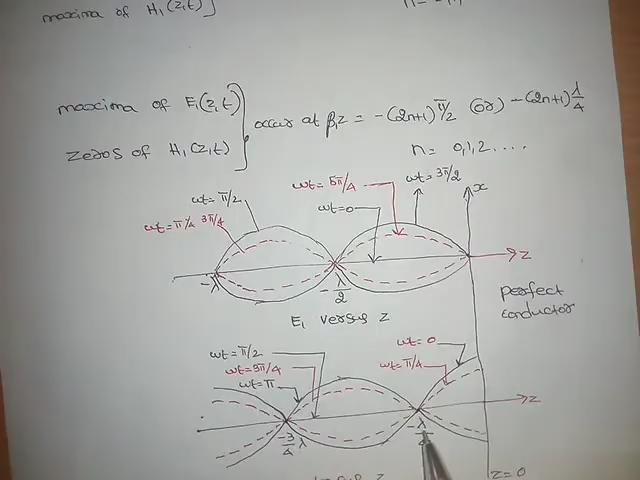 maxima of H₁(z,t)]
maxima of E₁(z,t)
zeros of H₁(z,t)
occur at β₁z = -(2n+1) π/2 (or) -(2n+1) λ/4
n = 0,1,2 ....
ωt = π/2
ωt = π/4 3π/4
ωt = 5π/4
ωt = 0
ωt = 3π/2
x
z
-λ
-λ/2
E₁ versus z
perfect
conductor
ωt = π/2
ωt = 3π/4
ωt = π
ωt = 0
ωt = π/4
z
-3/4 λ
z = 0